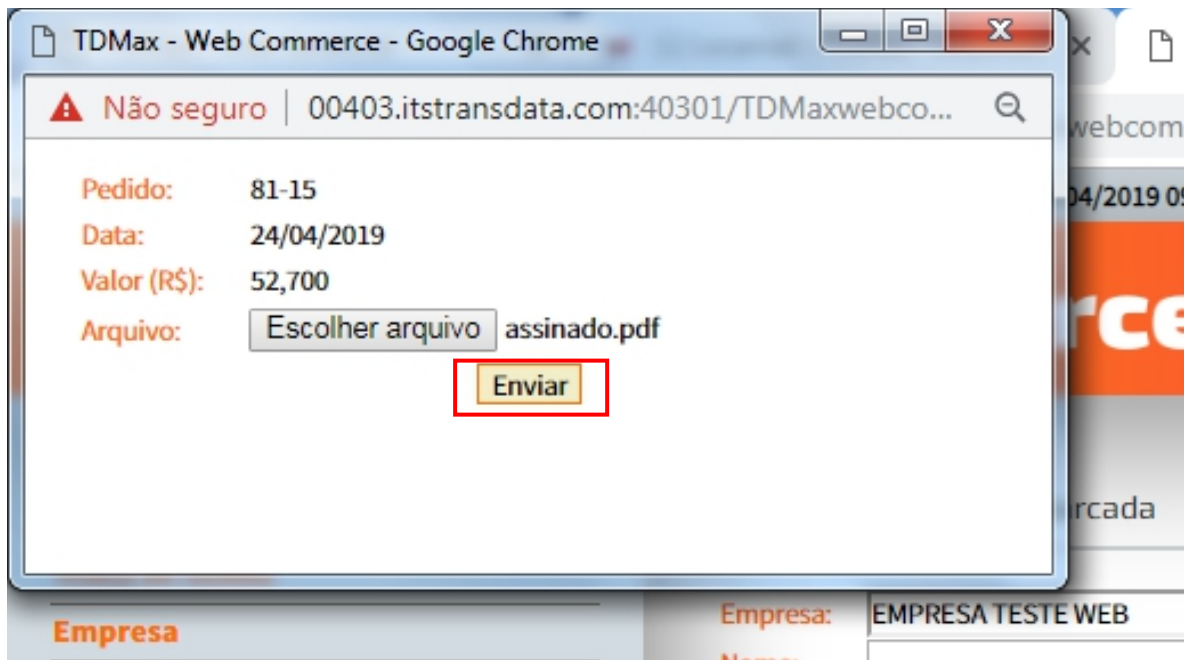 TDMax - Web Commerce - Google Chrome
Não seguro | 00403.itstransdata.com:40301/TDMaxwebco...
webcom
04/2019 09
Pedido: 81-15
Data: 24/04/2019
Valor (R$): 52,700
Arquivo: Escolher arquivo assinado.pdf
Enviar
rce
rcada
Empresa: EMPRESA TESTE WEB
Empresa